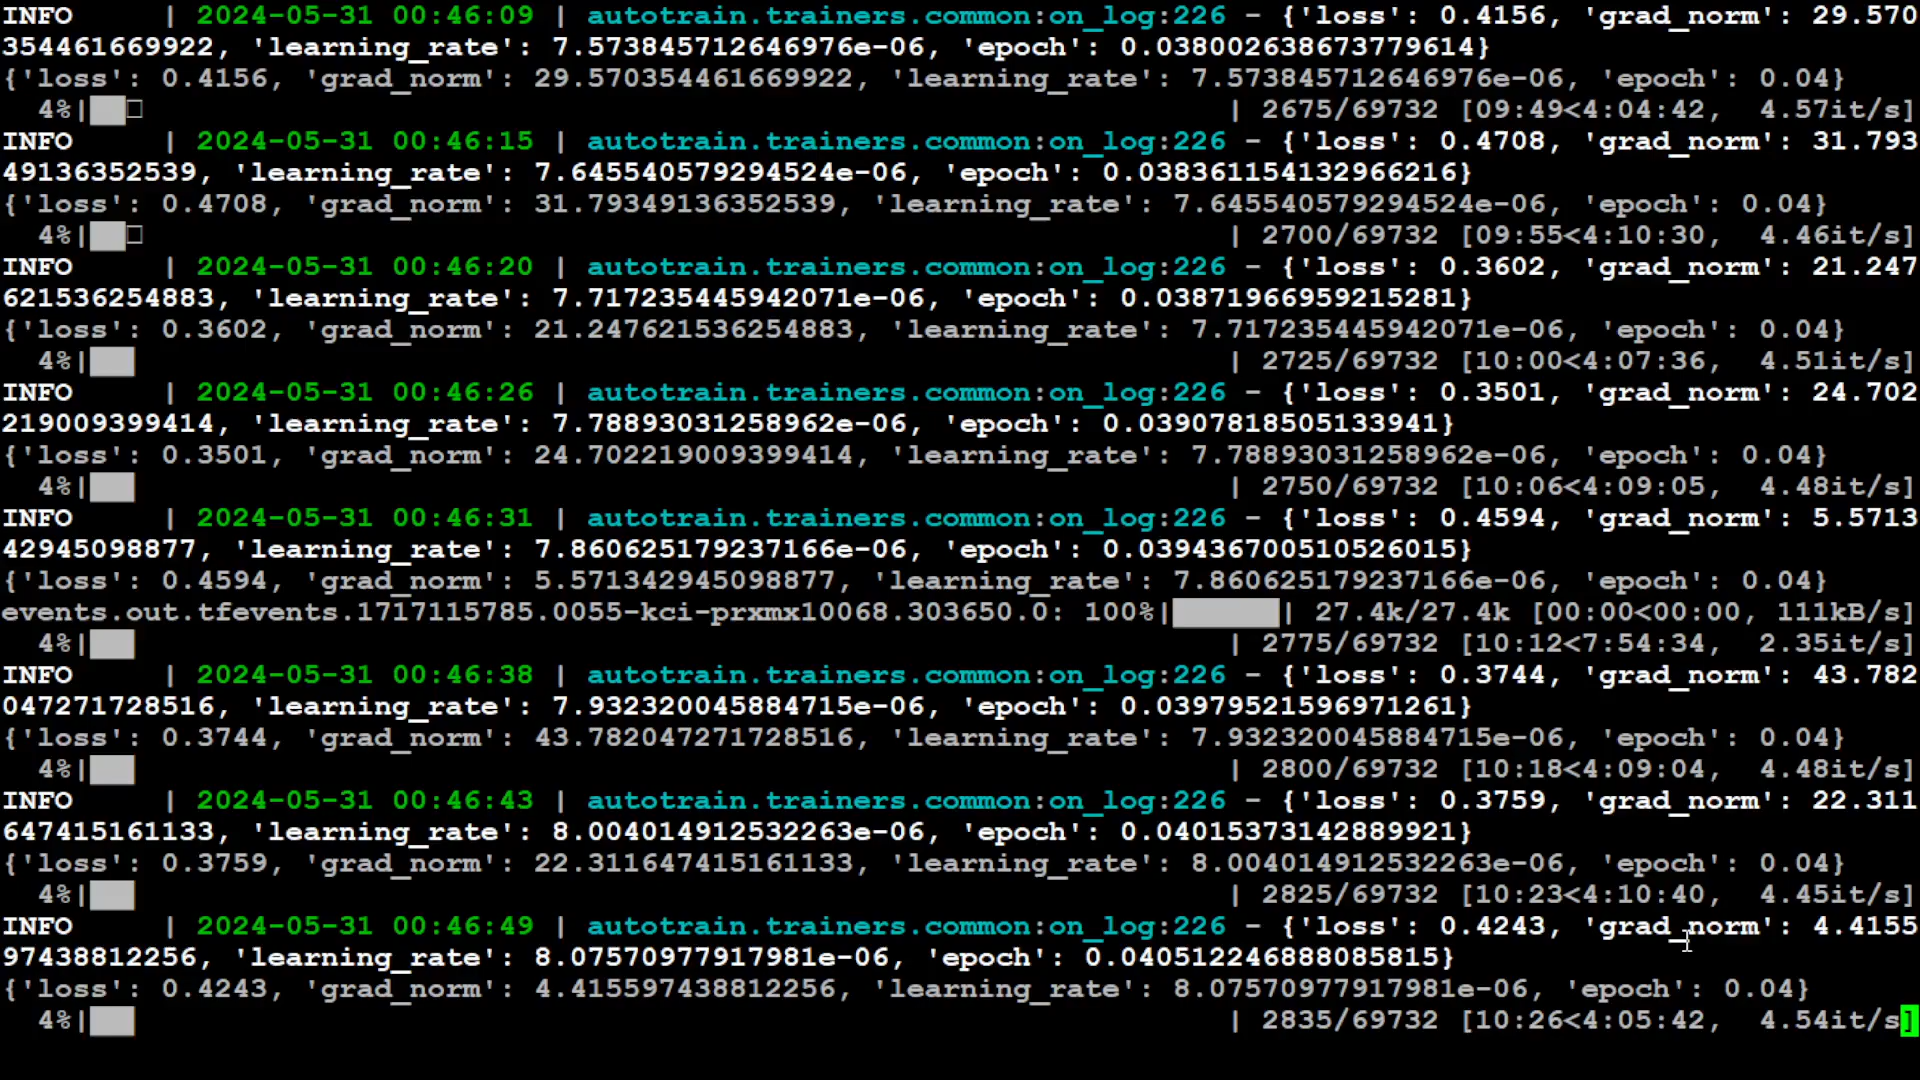 INFO     | 2024-05-31 00:46:09 | autotrain.trainers.common:on_log:226 - {'loss': 0.4156, 'grad_norm': 29.570
354461669922, 'learning_rate': 7.573845712646976e-06, 'epoch': 0.038002638673779614}
{'loss': 0.4156, 'grad_norm': 29.570354461669922, 'learning_rate': 7.573845712646976e-06, 'epoch': 0.04}
4%| | 2675/69732 [09:49<4:04:42,  4.57it/s]
INFO     | 2024-05-31 00:46:15 | autotrain.trainers.common:on_log:226 - {'loss': 0.4708, 'grad_norm': 31.793
49136352539, 'learning_rate': 7.645540579294524e-06, 'epoch': 0.038361154132966216}
{'loss': 0.4708, 'grad_norm': 31.79349136352539, 'learning_rate': 7.645540579294524e-06, 'epoch': 0.04}
4%| | 2700/69732 [09:55<4:10:30,  4.46it/s]
INFO     | 2024-05-31 00:46:20 | autotrain.trainers.common:on_log:226 - {'loss': 0.3602, 'grad_norm': 21.247
621536254883, 'learning_rate': 7.717235445942071e-06, 'epoch': 0.03871966959215281}
{'loss': 0.3602, 'grad_norm': 21.247621536254883, 'learning_rate': 7.717235445942071e-06, 'epoch': 0.04}
4%| | 2725/69732 [10:00<4:07:36,  4.51it/s]
INFO     | 2024-05-31 00:46:26 | autotrain.trainers.common:on_log:226 - {'loss': 0.3501, 'grad_norm': 24.702
219009399414, 'learning_rate': 7.78893031258962e-06, 'epoch': 0.03907818505133941}
{'loss': 0.3501, 'grad_norm': 24.702219009399414, 'learning_rate': 7.78893031258962e-06, 'epoch': 0.04}
4%| | 2750/69732 [10:06<4:09:05,  4.48it/s]
INFO     | 2024-05-31 00:46:31 | autotrain.trainers.common:on_log:226 - {'loss': 0.4594, 'grad_norm': 5.5713
42945098877, 'learning_rate': 7.860625179237166e-06, 'epoch': 0.039436700510526015}
{'loss': 0.4594, 'grad_norm': 5.571342945098877, 'learning_rate': 7.860625179237166e-06, 'epoch': 0.04}
events.out.tfevents.1717115785.0055-kci-prxmx10068.303650.0: 100%| | 27.4k/27.4k [00:00<00:00, 111kB/s]
4%| | 2775/69732 [10:12<7:54:34,  2.35it/s]
INFO     | 2024-05-31 00:46:38 | autotrain.trainers.common:on_log:226 - {'loss': 0.3744, 'grad_norm': 43.782
047271728516, 'learning_rate': 7.932320045884715e-06, 'epoch': 0.03979521596971261}
{'loss': 0.3744, 'grad_norm': 43.782047271728516, 'learning_rate': 7.932320045884715e-06, 'epoch': 0.04}
4%| | 2800/69732 [10:18<4:09:04,  4.48it/s]
INFO     | 2024-05-31 00:46:43 | autotrain.trainers.common:on_log:226 - {'loss': 0.3759, 'grad_norm': 22.311
647415161133, 'learning_rate': 8.004014912532263e-06, 'epoch': 0.04015373142889921}
{'loss': 0.3759, 'grad_norm': 22.311647415161133, 'learning_rate': 8.004014912532263e-06, 'epoch': 0.04}
4%| | 2825/69732 [10:23<4:10:40,  4.45it/s]
INFO     | 2024-05-31 00:46:49 | autotrain.trainers.common:on_log:226 - {'loss': 0.4243, 'grad_norm': 4.4155
97438812256, 'learning_rate': 8.07570977917981e-06, 'epoch': 0.040512246888085815}
{'loss': 0.4243, 'grad_norm': 4.415597438812256, 'learning_rate': 8.07570977917981e-06, 'epoch': 0.04}
4%| | 2835/69732 [10:26<4:05:42,  4.54it/s]